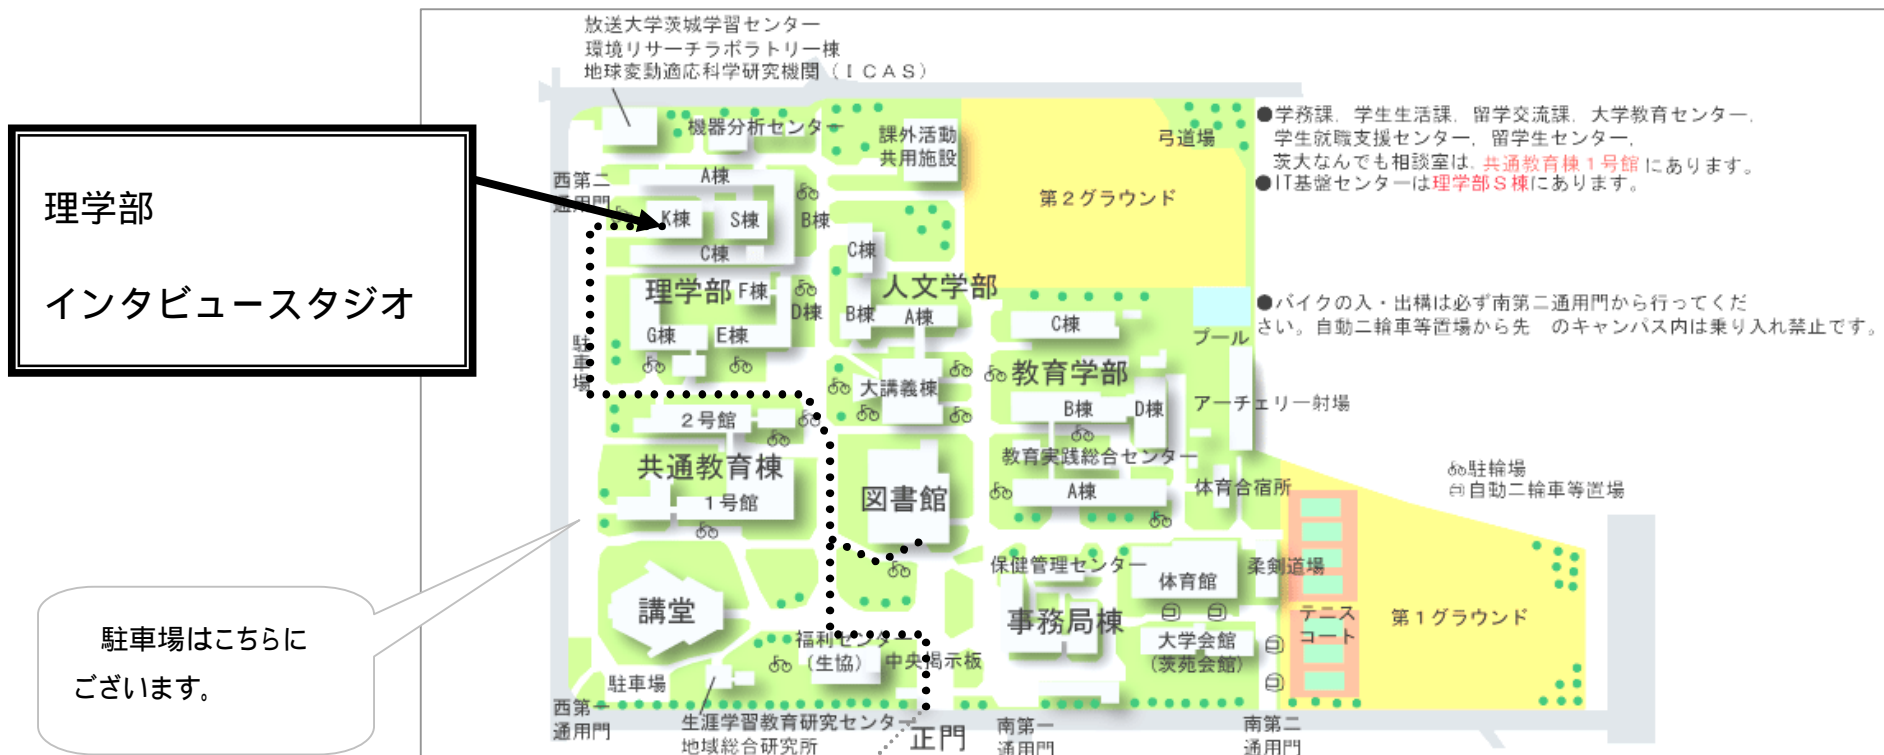 放送大学茨城学習センター
環境リサーチラボラトリー棟
地球変動適応科学研究機関（ＩＣＡＳ）
機器分析センター
課外活動
共用施設
弓道場
●学務課，学生生活課，留学交流課，大学教育センター，
学生就職支援センター，留学生センター，
茨大なんでも相談室は，共通教育棟１号館にあります。
●IT基盤センターは理学部Ｓ棟にあります。
理学部
インタビュースタジオ
西第二
通用門
A棟
K棟
S棟
B棟
C棟
理学部
F棟
D棟
G棟
E棟
駐車場
C棟
人文学部
B棟
A棟
大講義棟
第２グラウンド
●バイクの入・出構は必ず南第二通用門から行ってくだ
さい。自動二輪車等置場から先　のキャンパス内は乗り入れ禁止です。
プール
C棟
教育学部
B棟
D棟
アーチェリー射場
教育実践総合センター
A棟
体育合宿所
駐輪場
自動二輪車等置場
２号館
共通教育棟
１号館
図書館
保健管理センター
体育館
柔剣道場
講堂
事務局棟
大学会館
（茨苑会館）
テニス
コート
第１グラウンド
駐車場はこちらに
ございます。
福利センター
（生協）
中央掲示板
駐車場
西第一
通用門
生涯学習教育研究センター
地域総合研究所
正門
南第一
通用門
南第二
通用門